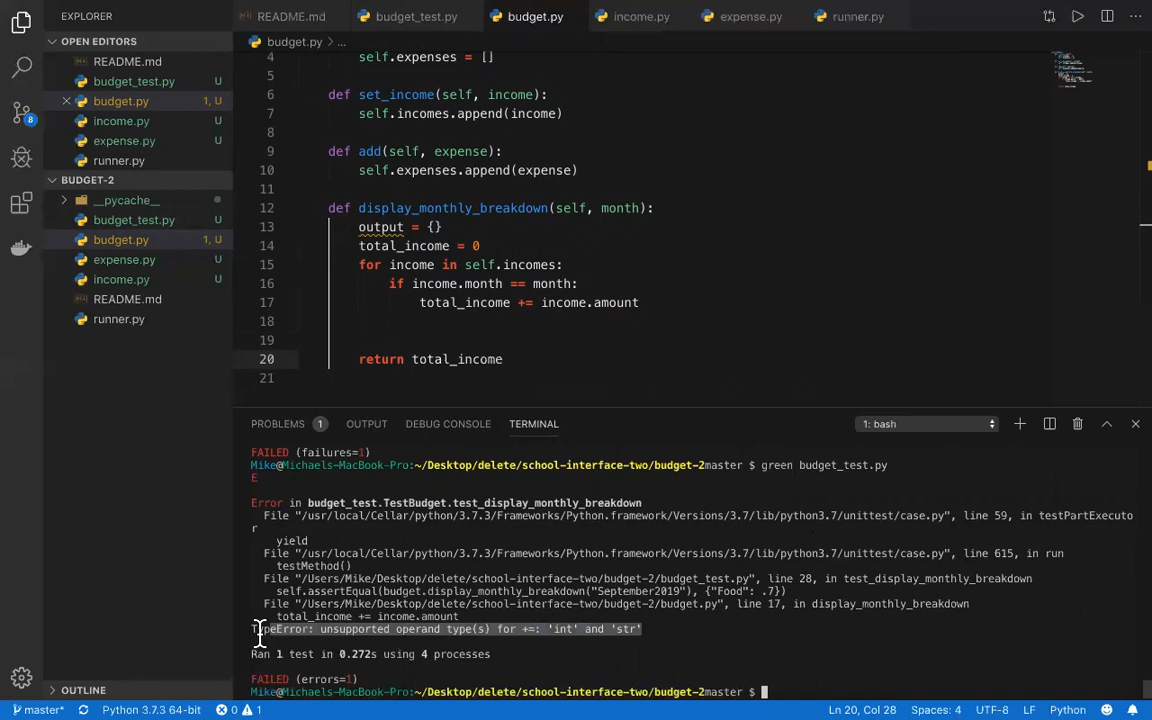 EXPLORER
README.md
budget_test.py
budget.py
income.py
expense.py
runner.py
OPEN EDITORS
budget.py > ...
README.md
budget_test.py U
budget.py 1, U
income.py U
expense.py U
runner.py
BUDGET-2
__pycache__
budget_test.py U
budget.py 1, U
expense.py U
income.py U
README.md
runner.py
OUTLINE
8
4 self.expenses = []
5
6 def set_income(self, income):
7 self.incomes.append(income)
8
9 def add(self, expense):
10 self.expenses.append(expense)
11
12 def display_monthly_breakdown(self, month):
13 output = {}
14 total_income = 0
15 for income in self.incomes:
16 if income.month == month:
17 total_income += income.amount
18
19
20 return total_income
21
PROBLEMS 1 OUTPUT DEBUG CONSOLE TERMINAL 1: bash
FAILED (failures=1)
Mike@Michaels-MacBook-Pro:~/Desktop/delete/school-interface-two/budget-2master $ green budget_test.py
E
Error in budget_test.TestBudget.test_display_monthly_breakdown
File "/usr/local/Cellar/python/3.7.3/Frameworks/Python.framework/Versions/3.7/lib/python3.7/unittest/case.py", line 59, in testPartExecuto
r
yield
File "/usr/local/Cellar/python/3.7.3/Frameworks/Python.framework/Versions/3.7/lib/python3.7/unittest/case.py", line 615, in run
testMethod()
File "/Users/Mike/Desktop/delete/school-interface-two/budget-2/budget_test.py", line 28, in test_display_monthly_breakdown
self.assertEqual(budget.display_monthly_breakdown("September2019"), {"Food": .7})
File "/Users/Mike/Desktop/delete/school-interface-two/budget-2/budget.py", line 17, in display_monthly_breakdown
total_income += income.amount
TypeError: unsupported operand type(s) for +=: 'int' and 'str'
Ran 1 test in 0.272s using 4 processes
FAILED (errors=1)
Mike@Michaels-MacBook-Pro:~/Desktop/delete/school-interface-two/budget-2master $
master* Python 3.7.3 64-bit 0 1 Ln 20, Col 28 Spaces: 4 UTF-8 LF Python